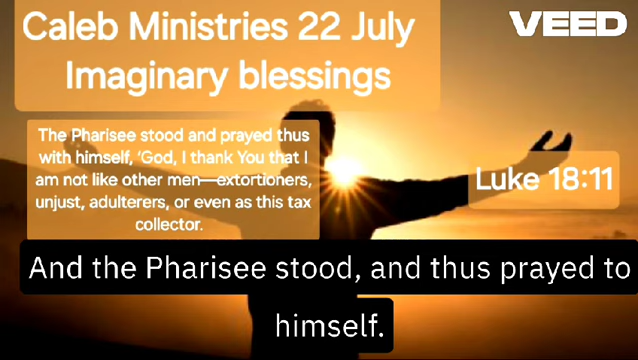 Caleb Ministries 22 July
VEED
Imaginary blessings
The Pharisee stood and prayed thus
with himself, ‘God, I thank You that I
am not like other men—extortioners,
unjust, adulterers, or even as this tax
collector.
Luke 18:11
And the Pharisee stood, and thus prayed to
himself.